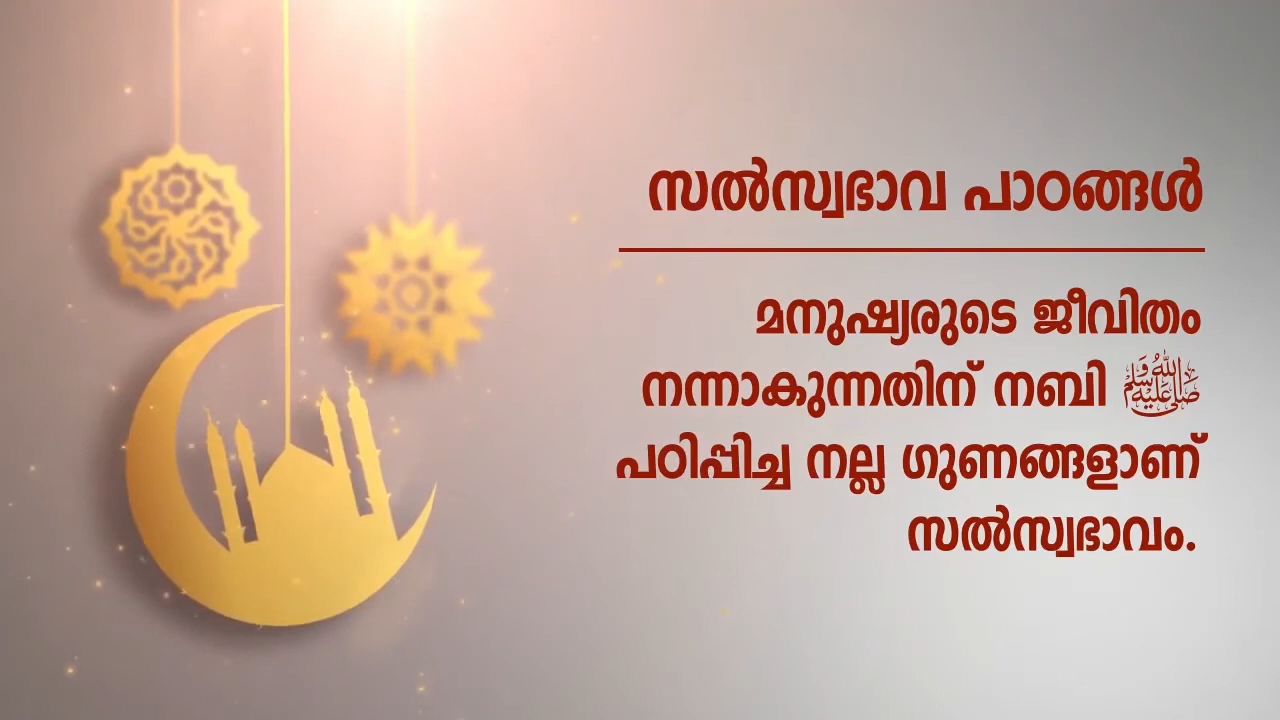 സൽസ്വഭാവ പാഠങ്ങൾ
മനുഷ്യരുടെ ജീവിതം
നന്നാകുന്നതിന് നബി ﷺ
പഠിപ്പിച്ച നല്ല ഗുണങ്ങളാണ്
സൽസ്വഭാവം.